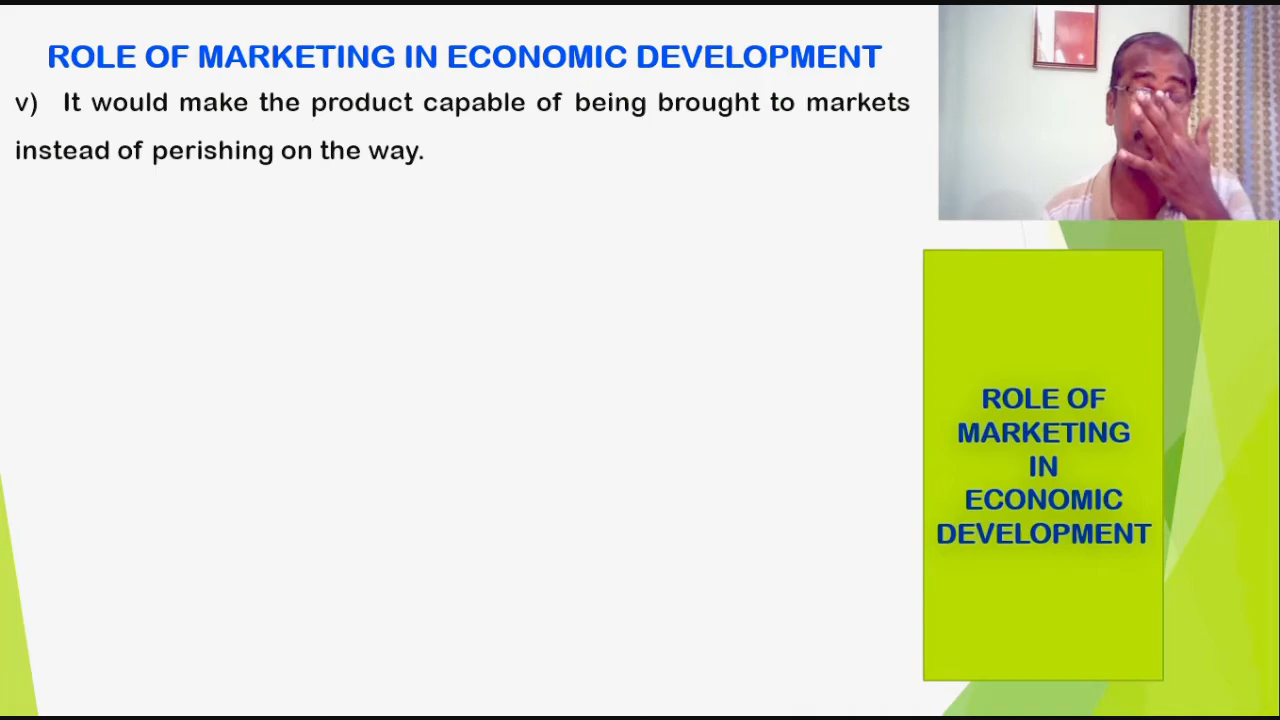 ROLE OF MARKETING IN ECONOMIC DEVELOPMENT
v) It would make the product capable of being brought to markets
instead of perishing on the way.
ROLE OF
MARKETING
IN
ECONOMIC
DEVELOPMENT